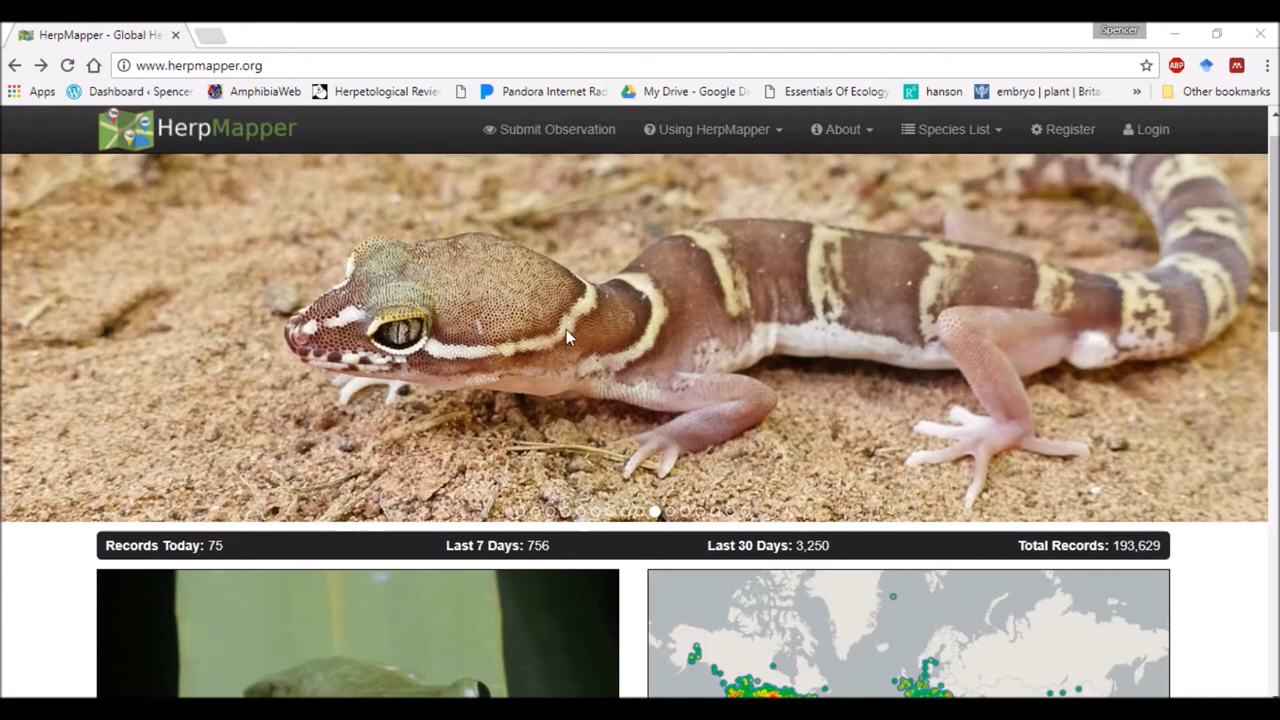 HerpMapper - Global He
Spencer
www.herpmapper.org
ABP
Apps Dashboard ‹ Spencer AmphibiaWeb Herpetological Revie Pandora Internet Rad My Drive - Google D Essentials Of Ecology hanson embryo | plant | Brita » Other bookmarks
HerpMapper Submit Observation Using HerpMapper About Species List Register Login
Records Today: 75 Last 7 Days: 756 Last 30 Days: 3,250 Total Records: 193,629